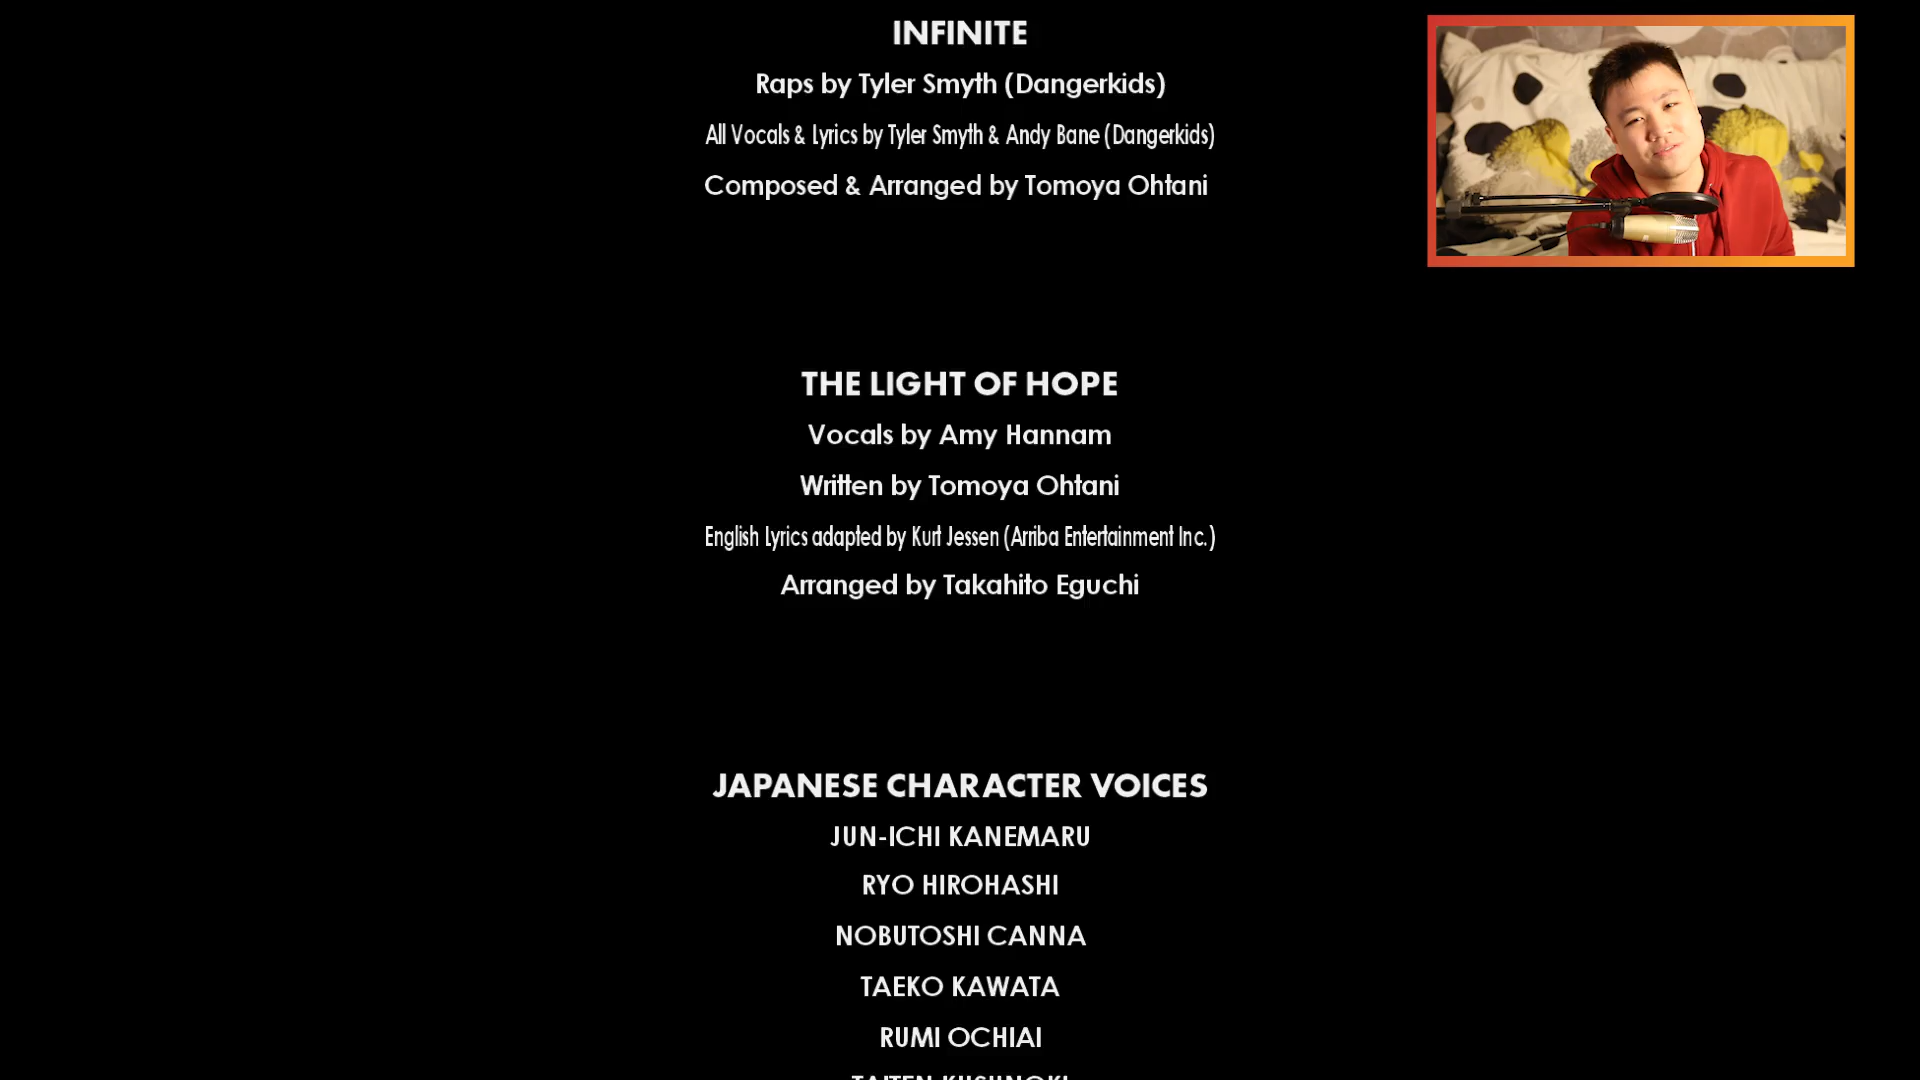 INFINITE
Raps by Tyler Smyth (Dangerkids)
All Vocals & Lyrics by Tyler Smyth & Andy Bane (Dangerkids)
Composed & Arranged by Tomoya Ohtani
THE LIGHT OF HOPE
Vocals by Amy Hannam
Written by Tomoya Ohtani
English Lyrics adapted by Kurt Jessen (Arriba Entertainment Inc.)
Arranged by Takahito Eguchi
JAPANESE CHARACTER VOICES
JUN-ICHI KANEMARU
RYO HIROHASHI
NOBUTOSHI CANNA
TAEKO KAWATA
RUMI OCHIAI